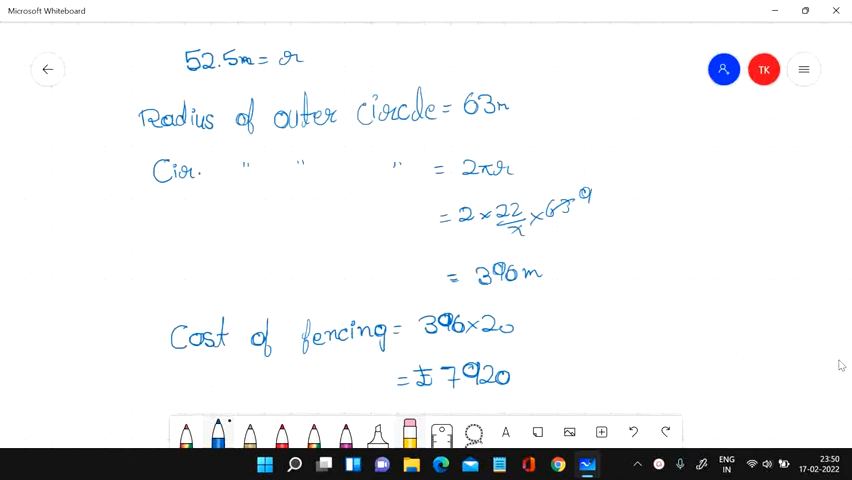 Microsoft Whiteboard
52.5m = r
TK
Radius of outer circle = 63m
Cir. " " " = 2πr
= 2 × 22/7 × 63 9
= 396m
Cost of fencing = 396×20
= ₹ 7920
A
ENG
IN
23:50
17-02-2022